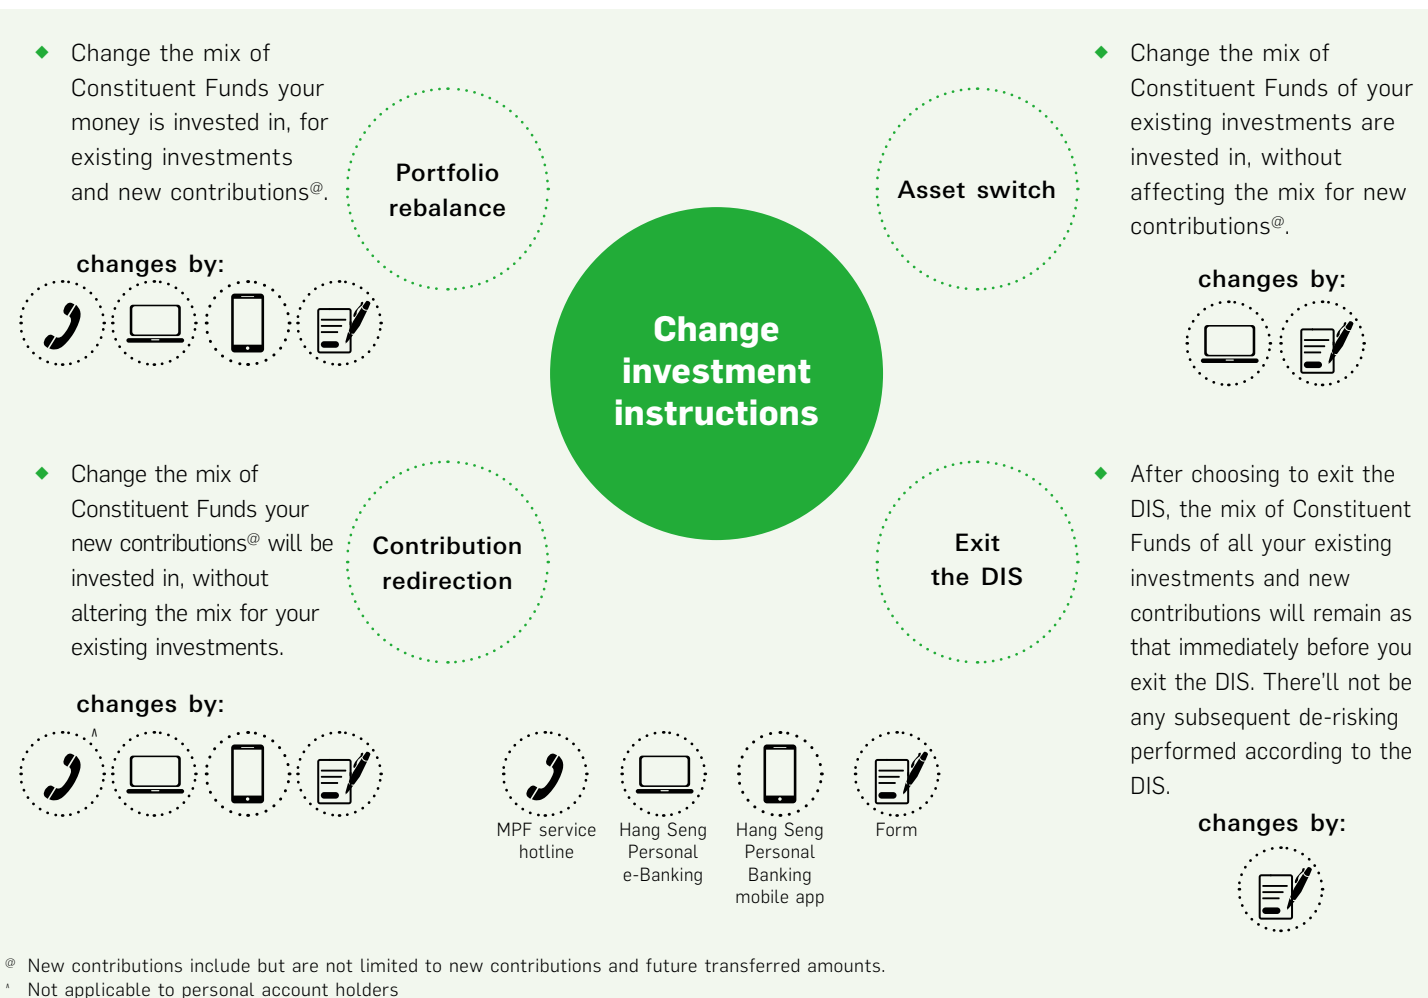 ◆ Change the mix of
Constituent Funds your
money is invested in, for
existing investments
and new contributions@.
changes by:
Portfolio
rebalance
Asset switch
◆ Change the mix of
Constituent Funds of your
existing investments are
invested in, without
affecting the mix for new
contributions@.
changes by:
Change
investment
instructions
◆ Change the mix of
Constituent Funds your
new contributions@ will be
invested in, without
altering the mix for your
existing investments.
changes by:
^
Contribution
redirection
Exit
the DIS
◆ After choosing to exit the
DIS, the mix of Constituent
Funds of all your existing
investments and new
contributions will remain as
that immediately before you
exit the DIS. There'll not be
any subsequent de-risking
performed according to the
DIS.
changes by:
MPF service
hotline
Hang Seng
Personal
e-Banking
Hang Seng
Personal
Banking
mobile app
Form
@ New contributions include but are not limited to new contributions and future transferred amounts.
^ Not applicable to personal account holders